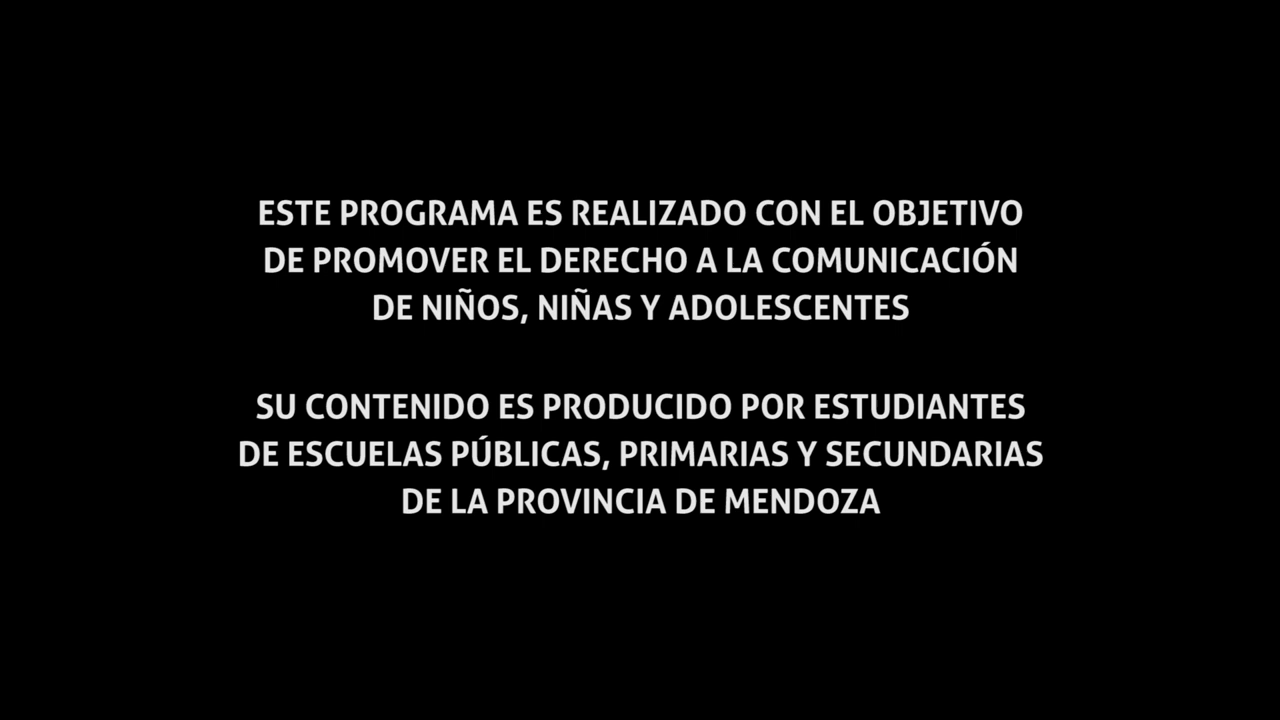 ESTE PROGRAMA ES REALIZADO CON EL OBJETIVO
DE PROMOVER EL DERECHO A LA COMUNICACIÓN
DE NIÑOS, NIÑAS Y ADOLESCENTES
SU CONTENIDO ES PRODUCIDO POR ESTUDIANTES
DE ESCUELAS PÚBLICAS, PRIMARIAS Y SECUNDARIAS
DE LA PROVINCIA DE MENDOZA